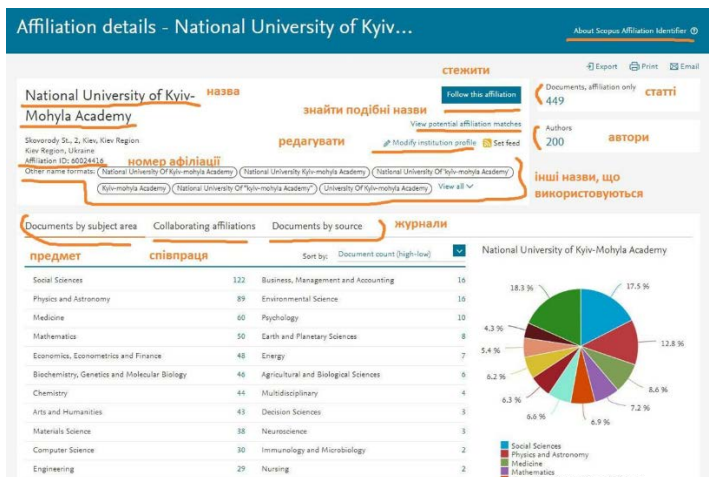 Affiliation details - National University of Kyiv...
About Scopus Affiliation Identifier
Export Print Email
стежити
National University of Kyiv-
Mohyla Academy
назва
Follow this affiliation
Documents, affiliation only
449
статті
знайти подібні назви
View potential affiliation matches
Skovorody St., 2, Kiev, Kiev Region
Kiev Region, Ukraine
Affiliation ID: 60024416
номер афіліації
редагувати
Modify institution profile Set feed
Authors
200
автори
Other name formats: National University Of Kyiv-mohyla Academy National University Kyiv-mohyla Academy National University Of 'kyiv-mohyla Academy'
Kyiv-mohyla Academy National University Of "kyiv-mohyla Academy" University Of Kyiv-mohyla Academy View all
інші назви, що
використовуються
Documents by subject area Collaborating affiliations Documents by source
журнали
предмет співпраця
Sort by: Document count (high-low)
National University of Kyiv-Mohyla Academy
Social Sciences 122 Business, Management and Accounting 16
Physics and Astronomy 89 Environmental Science 16
Medicine 60 Psychology 10
Mathematics 50 Earth and Planetary Sciences 8
Economics, Econometrics and Finance 48 Energy 7
Biochemistry, Genetics and Molecular Biology 46 Agricultural and Biological Sciences 6
Chemistry 44 Multidisciplinary 4
Arts and Humanities 43 Decision Sciences 3
Materials Science 38 Neuroscience 3
Computer Science 30 Immunology and Microbiology 2
Engineering 29 Nursing 2
18.3 %
17.5 %
4.3 %
12.8 %
5.4 %
6.2 %
8.6 %
6.3 %
7.2 %
6.6 %
6.9 %
Social Sciences
Physics and Astronomy
Medicine
Mathematics